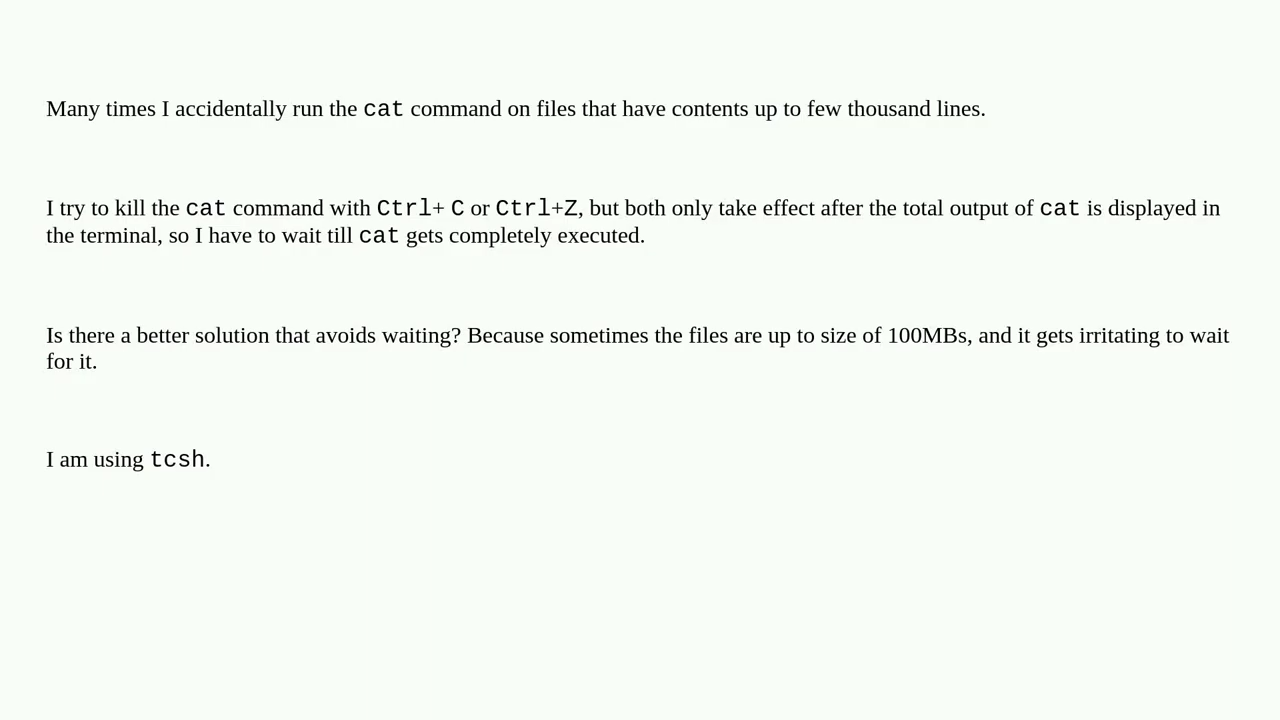 Many times I accidentally run the cat command on files that have contents up to few thousand lines.
I try to kill the cat command with Ctrl+ C or Ctrl+Z, but both only take effect after the total output of cat is displayed in
the terminal, so I have to wait till cat gets completely executed.
Is there a better solution that avoids waiting? Because sometimes the files are up to size of 100MBs, and it gets irritating to wait
for it.
I am using tcsh.